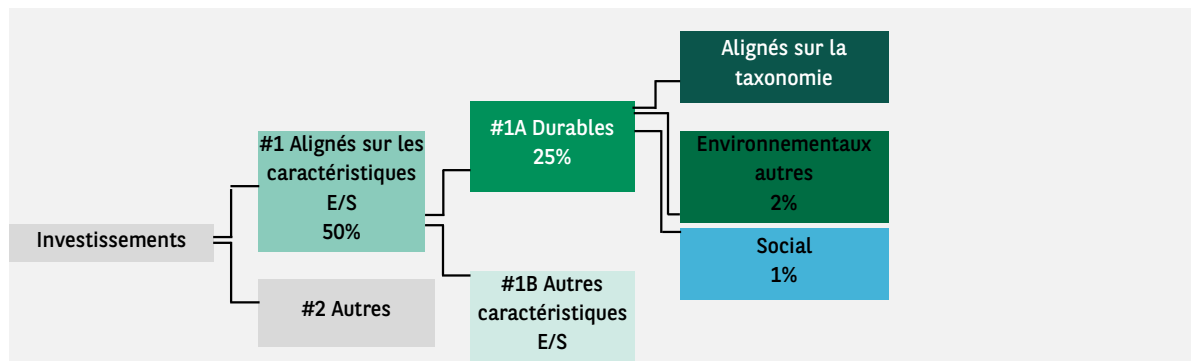 Investissements
#1 Alignés sur les
caractéristiques
E/S
50%
#2 Autres
#1A Durables
25%
#1B Autres
caractéristiques
E/S
Alignés sur la
taxonomie
Environnementaux
autres
2%
Social
1%